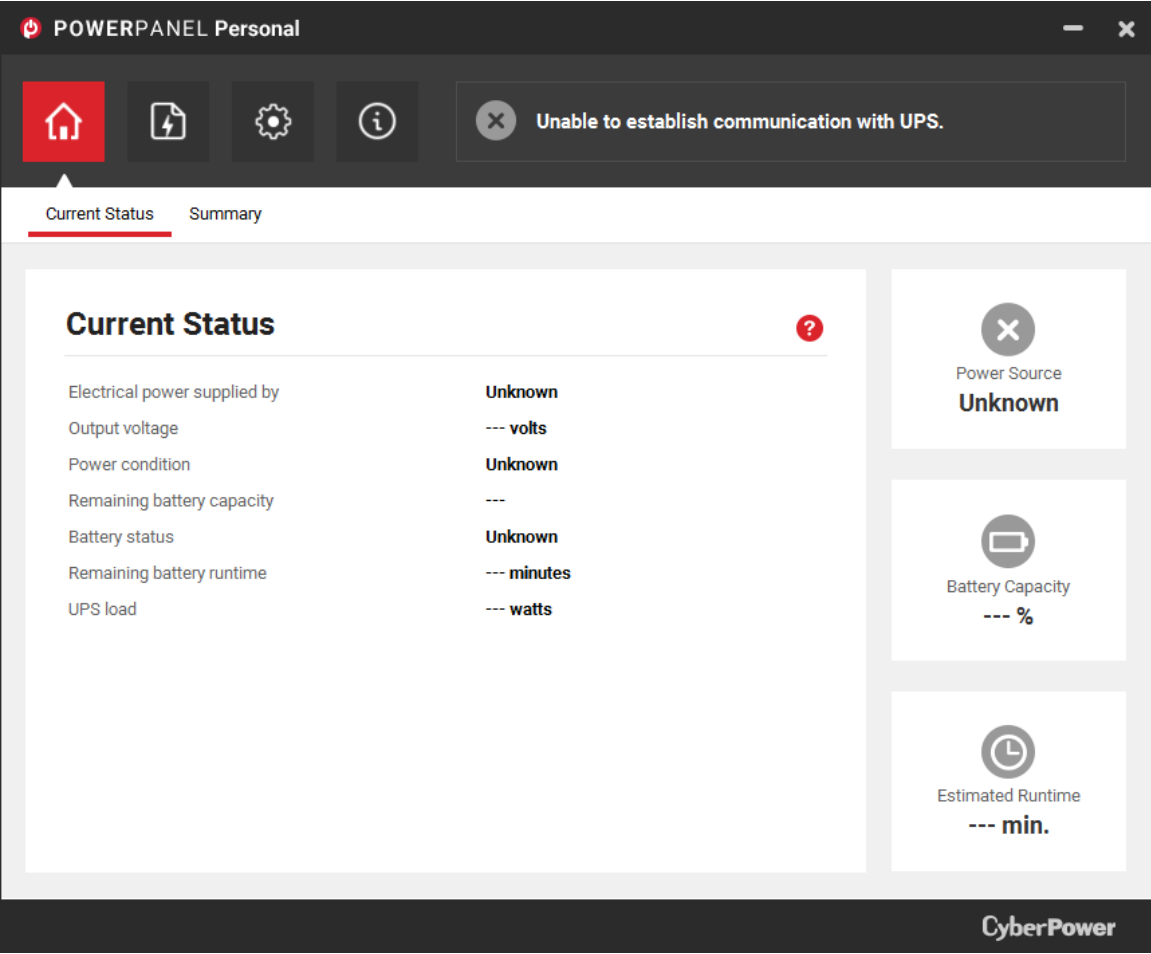 POWERPANEL Personal
Unable to establish communication with UPS.
Current Status Summary
Current Status
?
Electrical power supplied by Unknown
Output voltage --- volts
Power condition Unknown
Remaining battery capacity ---
Battery status Unknown
Remaining battery runtime --- minutes
UPS load --- watts
Power Source
Unknown
Battery Capacity
--- %
Estimated Runtime
--- min.
CyberPower